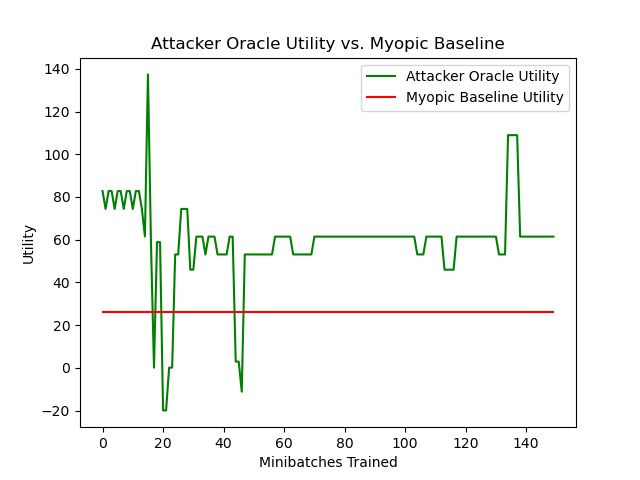 Attacker Oracle Utility vs. Myopic Baseline
Attacker Oracle Utility
Myopic Baseline Utility
140
120
100
80
60
40
20
0
−20
Utility
0 20 40 60 80 100 120 140
Minibatches Trained